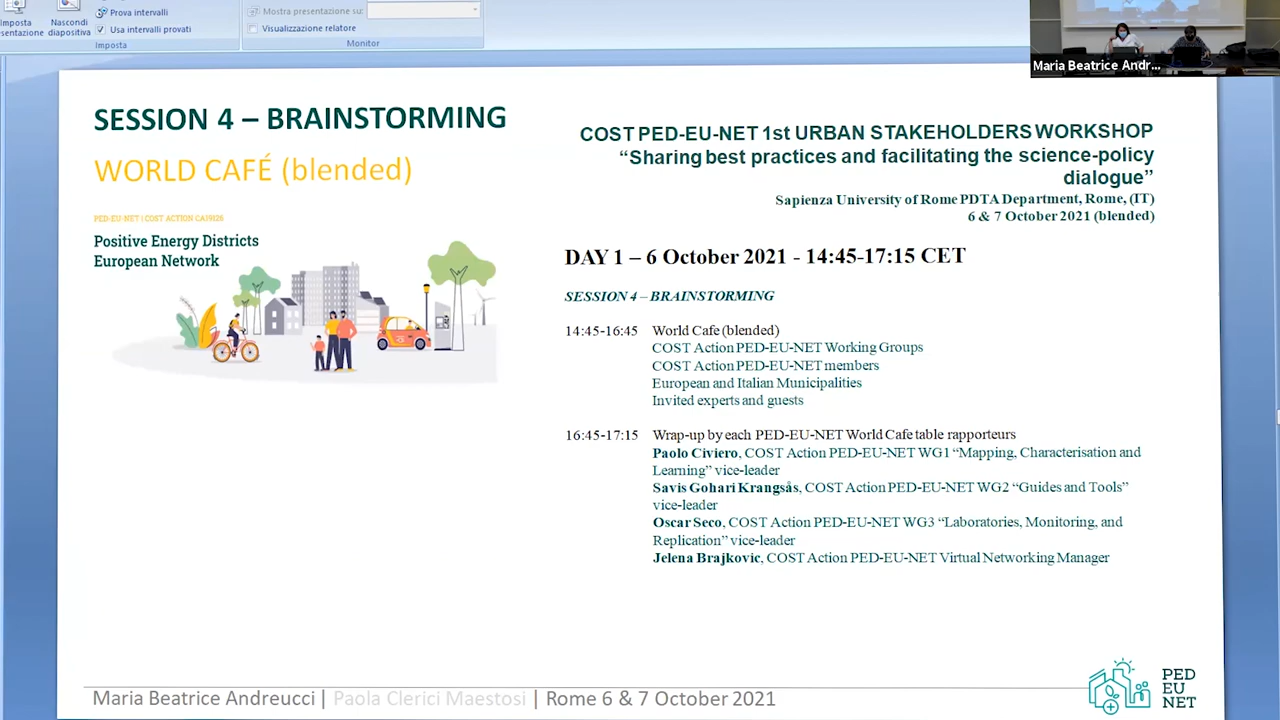 Imposta
Nascondi
Prova intervalli
Mostra presentazione su:
diapositiva
Usa intervalli provati
Visualizzazione relatore
Imposta
Monitor
Maria Beatrice Andr...
SESSION 4 – BRAINSTORMING
WORLD CAFÉ (blended)
PED-EU-NET | COST ACTION CA19126
Positive Energy Districts
European Network
COST PED-EU-NET 1st URBAN STAKEHOLDERS WORKSHOP
“Sharing best practices and facilitating the science-policy
dialogue”
Sapienza University of Rome PDTA Department, Rome, (IT)
6 & 7 October 2021 (blended)
DAY 1 – 6 October 2021 - 14:45-17:15 CET
SESSION 4 – BRAINSTORMING
14:45-16:45 World Cafe (blended)
COST Action PED-EU-NET Working Groups
COST Action PED-EU-NET members
European and Italian Municipalities
Invited experts and guests
16:45-17:15 Wrap-up by each PED-EU-NET World Cafe table rapporteurs
Paolo Civiero, COST Action PED-EU-NET WG1 “Mapping, Characterisation and
Learning” vice-leader
Savis Gohari Krangsås, COST Action PED-EU-NET WG2 “Guides and Tools”
vice-leader
Oscar Seco, COST Action PED-EU-NET WG3 “Laboratories, Monitoring, and
Replication” vice-leader
Jelena Brajkovic, COST Action PED-EU-NET Virtual Networking Manager
Maria Beatrice Andreucci | Paola Clerici Maestosi | Rome 6 & 7 October 2021
PED
EU
NET